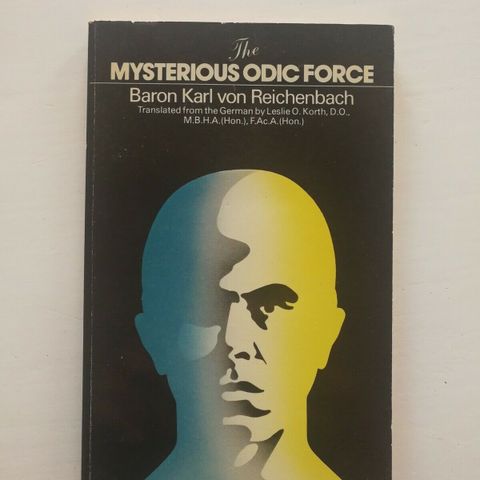 The
MYSTERIOUS ODIC FORCE
Baron Karl von Reichenbach
Translated from the German by Leslie O. Korth, D.O.,
M.B.H.A.(Hon.), F.Ac.A.(Hon.)